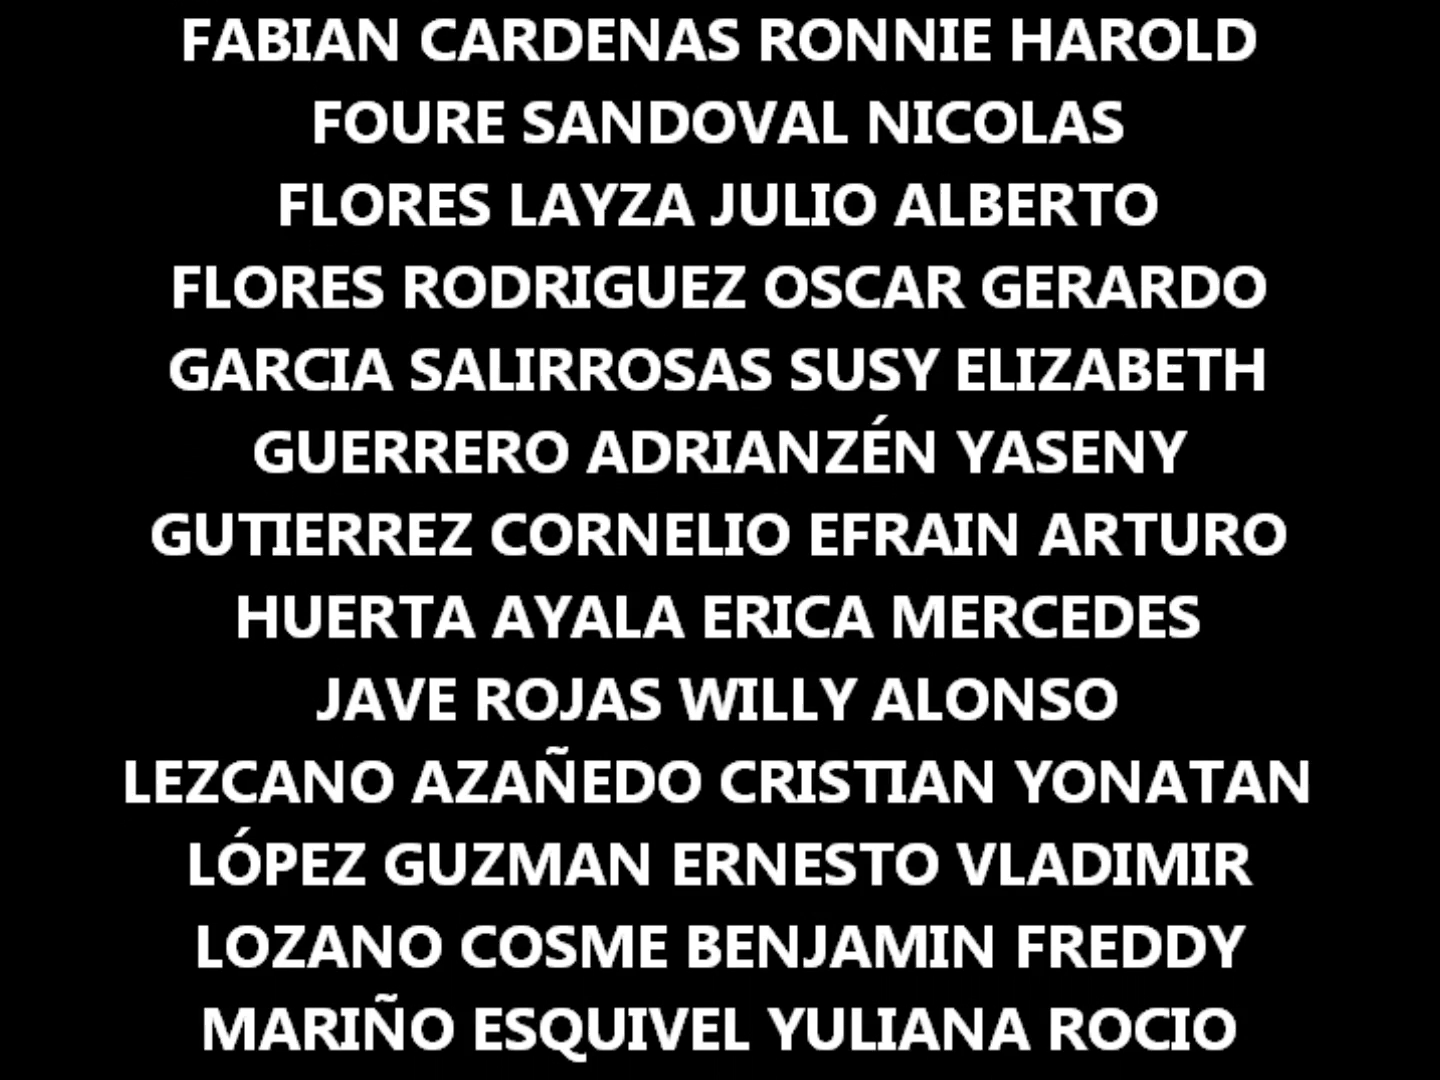 FABIAN CARDENAS RONNIE HAROLD
FOURE SANDOVAL NICOLAS
FLORES LAYZA JULIO ALBERTO
FLORES RODRIGUEZ OSCAR GERARDO
GARCIA SALIRROSAS SUSY ELIZABETH
GUERRERO ADRIANZÉN YASENY
GUTIERREZ CORNELIO EFRAIN ARTURO
HUERTA AYALA ERICA MERCEDES
JAVE ROJAS WILLY ALONSO
LEZCANO AZAÑEDO CRISTIAN YONATAN
LÓPEZ GUZMAN ERNESTO VLADIMIR
LOZANO COSME BENJAMIN FREDDY
MARIÑO ESQUIVEL YULIANA ROCIO